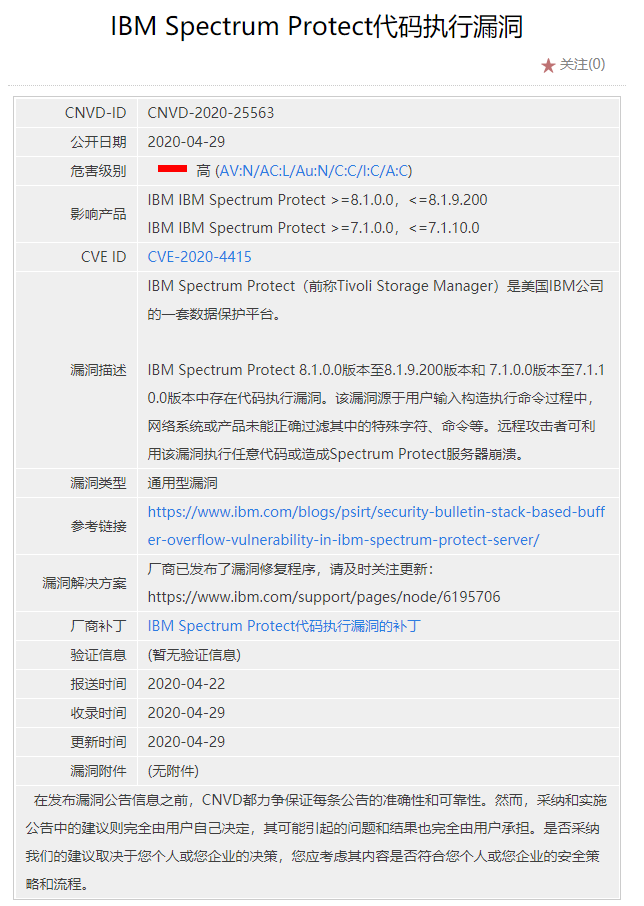 IBM Spectrum Protect代码执行漏洞
关注(0)
CNVD-ID CNVD-2020-25563
公开日期 2020-04-29
危害级别 高 (AV:N/AC:L/Au:N/C:C/I:C/A:C)
影响产品 IBM IBM Spectrum Protect >=8.1.0.0，<=8.1.9.200
IBM IBM Spectrum Protect >=7.1.0.0，<=7.1.10.0
CVE ID CVE-2020-4415
漏洞描述 IBM Spectrum Protect（前称Tivoli Storage Manager）是美国IBM公司
的一套数据保护平台。
IBM Spectrum Protect 8.1.0.0版本至8.1.9.200版本和 7.1.0.0版本至7.1.1
0.0版本中存在代码执行漏洞。该漏洞源于用户输入构造执行命令过程中，
网络系统或产品未能正确过滤其中的特殊字符、命令等。远程攻击者可利
用该漏洞执行任意代码或造成Spectrum Protect服务器崩溃。
漏洞类型 通用型漏洞
参考链接 https://www.ibm.com/blogs/psirt/security-bulletin-stack-based-buff
er-overflow-vulnerability-in-ibm-spectrum-protect-server/
漏洞解决方案 厂商已发布了漏洞修复程序，请及时关注更新：
https://www.ibm.com/support/pages/node/6195706
厂商补丁 IBM Spectrum Protect代码执行漏洞的补丁
验证信息 (暂无验证信息)
报送时间 2020-04-22
收录时间 2020-04-29
更新时间 2020-04-29
漏洞附件 (无附件)
在发布漏洞公告信息之前，CNVD都力争保证每条公告的准确性和可靠性。然而，采纳和实施
公告中的建议则完全由用户自己决定，其可能引起的问题和结果也完全由用户承担。是否采纳
我们的建议取决于您个人或您企业的决策，您应考虑其内容是否符合您个人或您企业的安全策
略和流程。